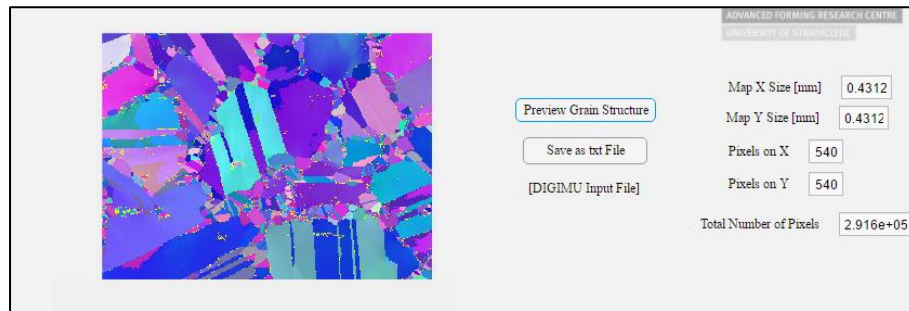 ADVANCED FORMING RESEARCH CENTRE
UNIVERSITY OF STRATHCLYDE
Map X Size [mm] 0.4312
Preview Grain Structure
Map Y Size [mm] 0.4312
Save as txt File
Pixels on X 540
[DIGIMU Input File]
Pixels on Y 540
Total Number of Pixels 2.916e+05